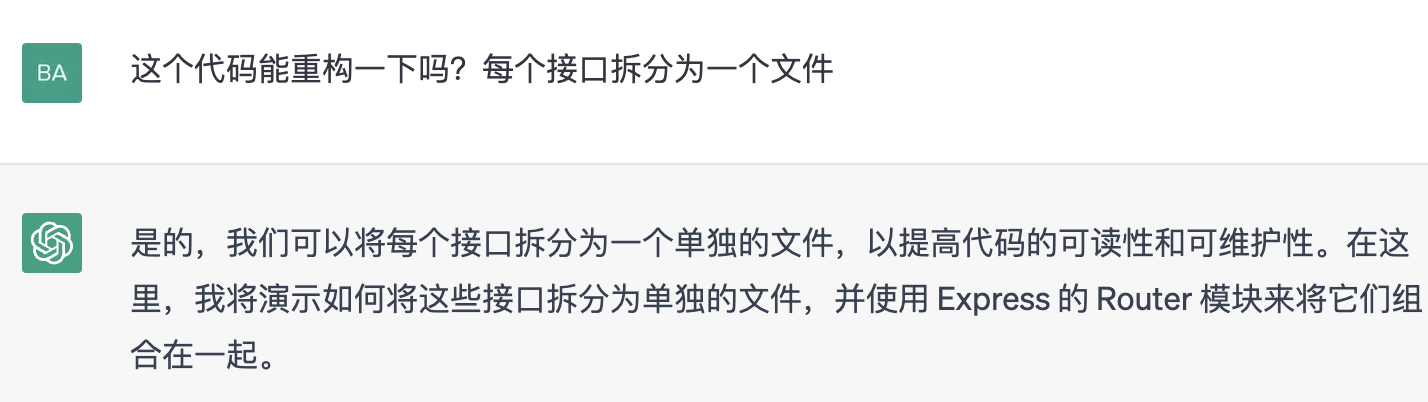 BA
这个代码能重构一下吗？每个接口拆分为一个文件
是的，我们可以将每个接口拆分为一个单独的文件，以提高代码的可读性和可维护性。在这
里，我将演示如何将这些接口拆分为单独的文件，并使用 Express 的 Router 模块来将它们组
合在一起。